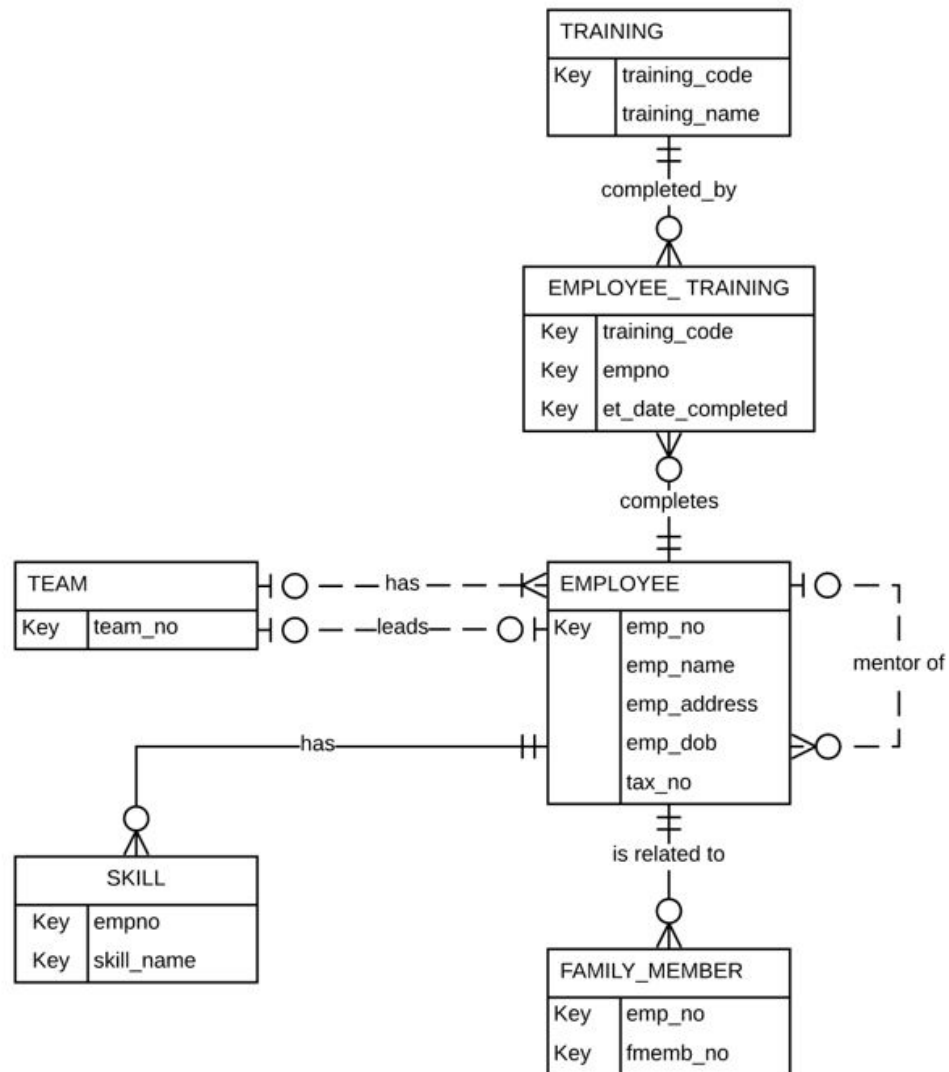 TRAINING
Key training_code
training_name
completed_by
EMPLOYEE_ TRAINING
Key training_code
Key empno
Key et_date_completed
completes
TEAM
Key team_no
has
leads
EMPLOYEE
Key emp_no
emp_name
emp_address
emp_dob
tax_no
mentor of
has
is related to
SKILL
Key empno
Key skill_name
FAMILY_MEMBER
Key emp_no
Key fmemb_no